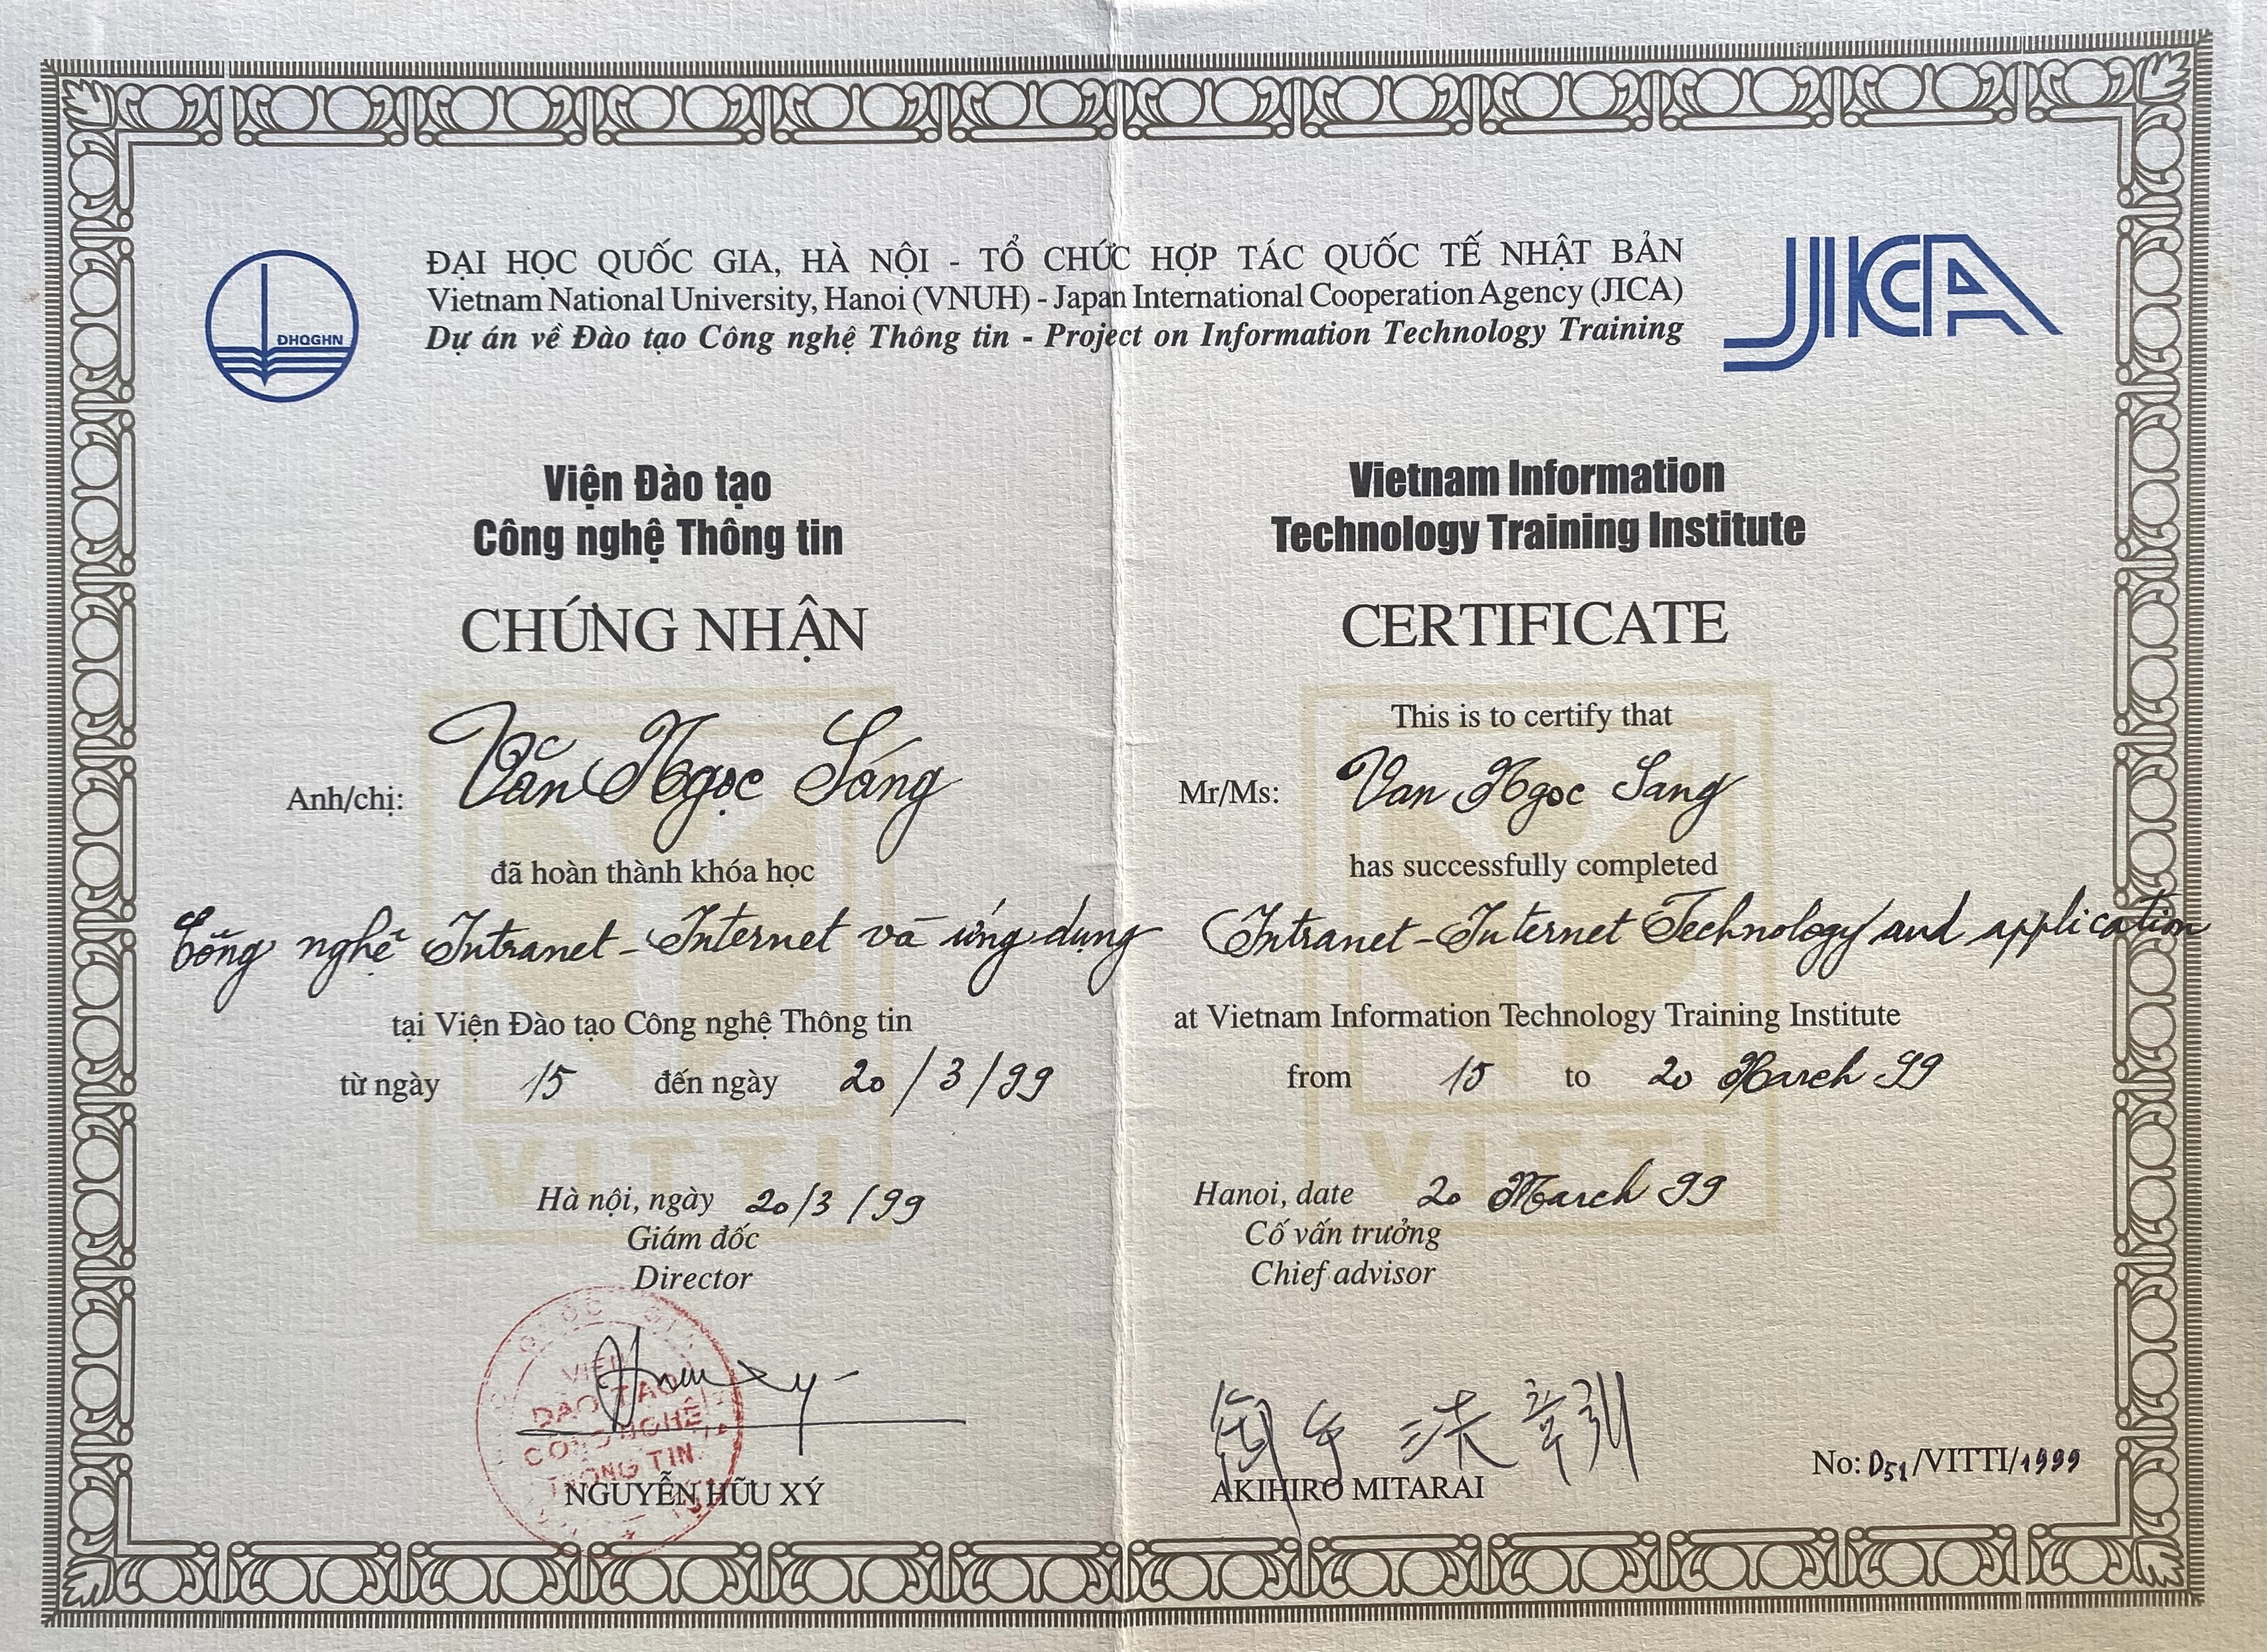 ĐẠI HỌC QUỐC GIA, HÀ NỘI - TỔ CHỨC HỢP TÁC QUỐC TẾ NHẬT BẢN
Vietnam National University, Hanoi (VNUH) - Japan International Cooperation Agency (JICA)
Dự án về Đào tạo Công nghệ Thông tin - Project on Information Technology Training
ĐHQGHN
JICA
Viện Đào tạo
Công nghệ Thông tin
CHỨNG NHẬN
Anh/chị: Văn Ngọc Sáng
đã hoàn thành khóa học
Công nghệ Intranet - Internet và ứng dụng
tại Viện Đào tạo Công nghệ Thông tin
từ ngày 15 đến ngày 20/3/99
VITTI
Hà nội, ngày 20/3/99
Giám đốc
Director
VIỆN
ĐÀO TẠO
CÔNG NGHỆ
THÔNG TIN
NGUYỄN HỮU XÝ
Vietnam Information
Technology Training Institute
CERTIFICATE
This is to certify that
Mr/Ms: Van Ngoc Sang
has successfully completed
Intranet - Internet Technology and application
at Vietnam Information Technology Training Institute
from 15 to 20 March 99
VITTI
Hanoi, date 20 March 99
Cố vấn trưởng
Chief advisor
AKIHIRO MITARAI
No: D51/VITTI/1999